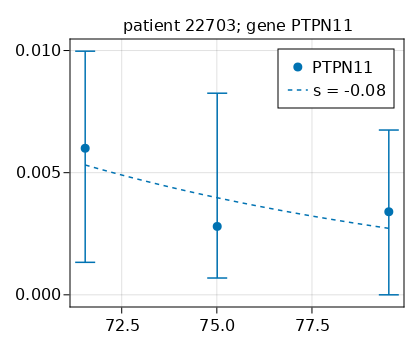 patient 22703; gene PTPN11
PTPN11
s = -0.08
0.010
0.005
0.000
72.5 75.0 77.5